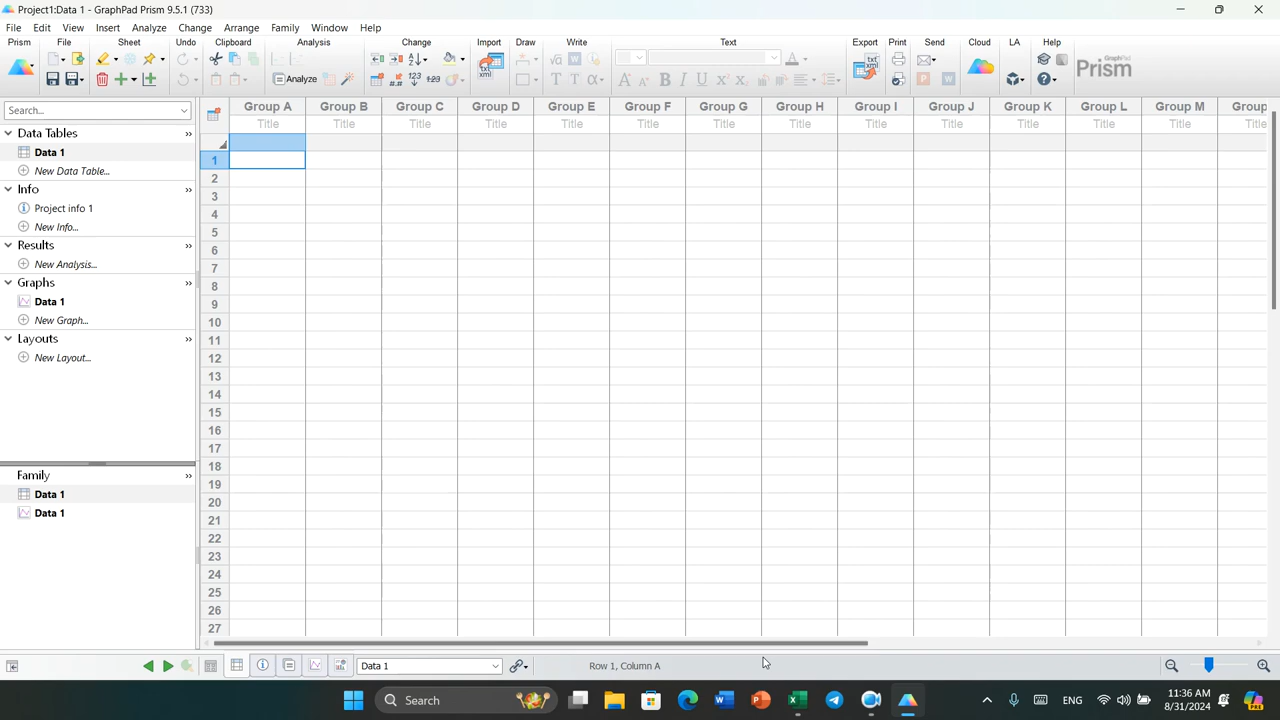 Project1:Data 1 - GraphPad Prism 9.5.1 (733)
File Edit View Insert Analyze Change Arrange Family Window Help
Prism File Sheet Undo Clipboard Analysis Change Import Draw Write Text Export Print Send Cloud LA Help
Analyze
GraphPad Prism
Search...
Group A Group B Group C Group D Group E Group F Group G Group H Group I Group J Group K Group L Group M Group
Title Title Title Title Title Title Title Title Title Title Title Title Title Title
Data Tables
Data 1
New Data Table...
Info
Project info 1
New Info...
Results
New Analysis...
Graphs
Data 1
New Graph...
Layouts
New Layout...
Family
Data 1
Data 1
1
2
3
4
5
6
7
8
9
10
11
12
13
14
15
16
17
18
19
20
21
22
23
24
25
26
27
Data 1
Row 1, Column A
Search
ENG
11:36 AM
8/31/2024